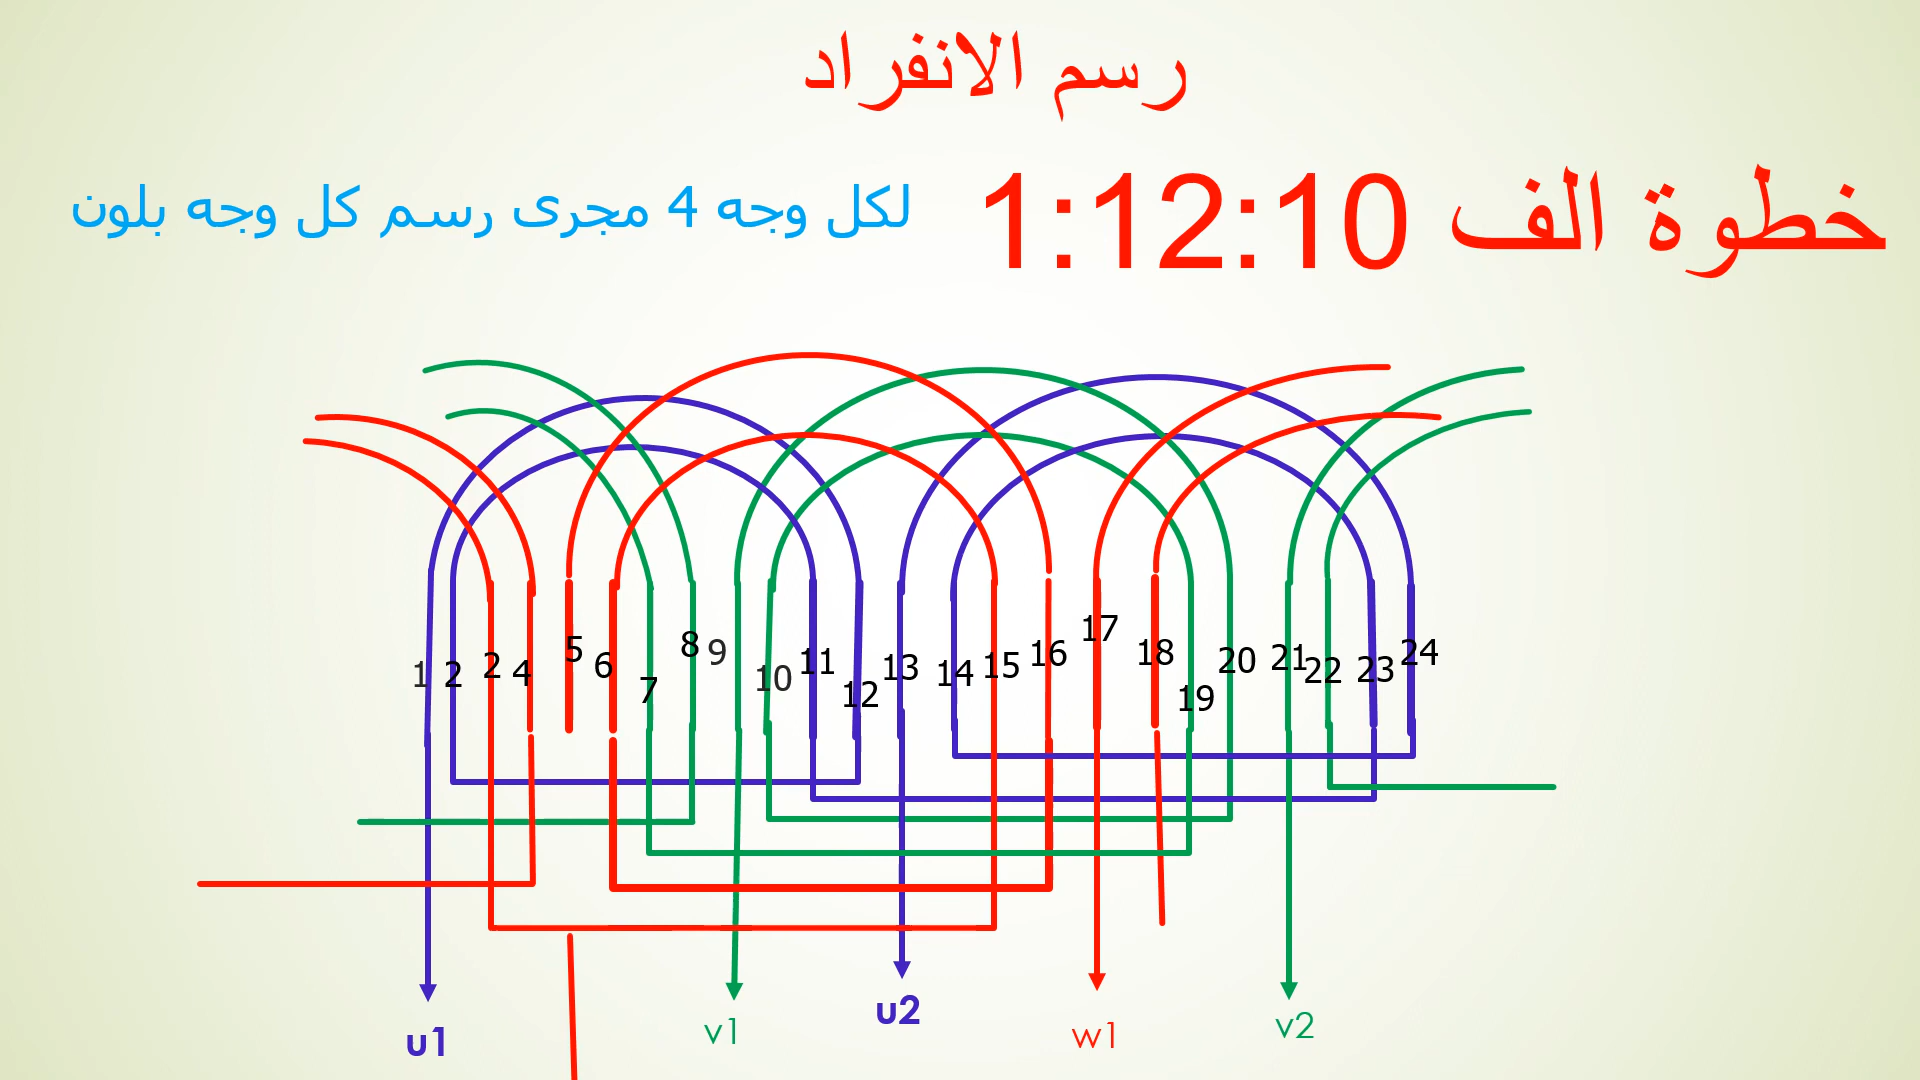 رسم الانفراد
خطوة الف 1:12:10
لكل وجه 4 مجرى رسم كل وجه بلون
1 2 2 4 5 6 7 8 9 10 11 12 13 14 15 16 17 18 19 20 21 22 23 24
u1 v1 u2 w1 v2